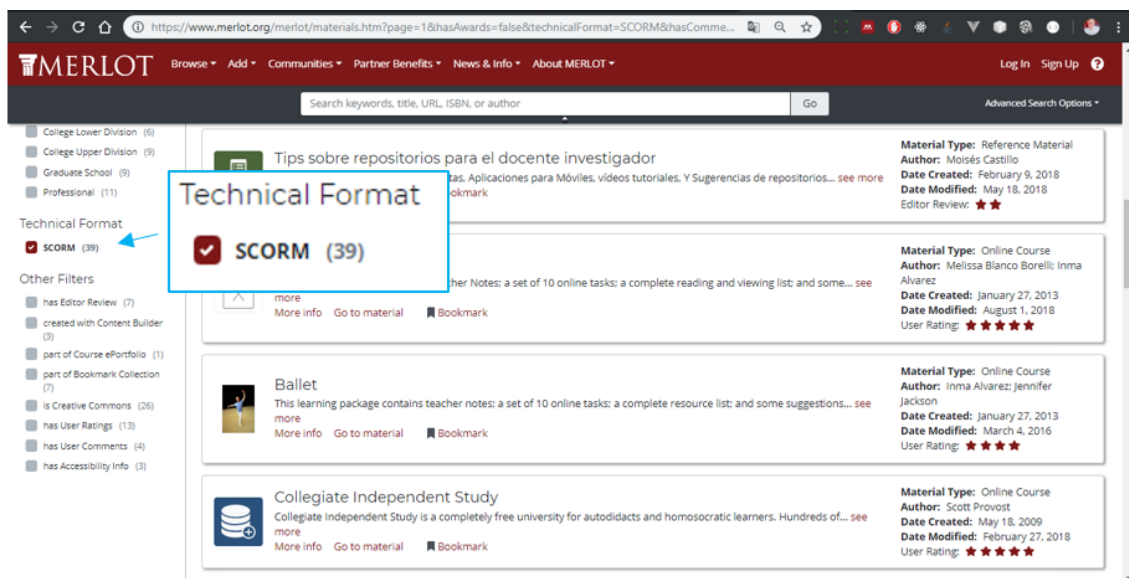 https://www.merlot.org/merlot/materials.htm?page=1&hasAwards=false&technicalFormat=SCORM&hasComme...
MERLOT
Browse Add Communities Partner Benefits News & Info About MERLOT
Log In Sign Up ?
Search keywords, title, URL, ISBN, or author
Go
Advanced Search Options
College Lower Division (6)
College Upper Division (9)
Graduate School (9)
Professional (11)
Technical Format
SCORM (39)
Other Filters
has Editor Review (7)
created with Content Builder
(3)
part of Course ePortfolio (1)
part of Bookmark Collection
(7)
is Creative Commons (26)
has User Ratings (13)
has User Comments (4)
has Accessibility Info (3)
Technical Format
SCORM (39)
Tips sobre repositorios para el docente investigador
Aplicaciones para Móviles, vídeos tutoriales, Y Sugerencias de repositorios... see more
Material Type: Reference Material
Author: Moisés Castillo
Date Created: February 9, 2018
Date Modified: May 18, 2018
Editor Review:
Notes; a set of 10 online tasks; a complete reading and viewing list; and some... see
more
More info Go to material Bookmark
Material Type: Online Course
Author: Melissa Blanco Borelli; Inma
Alvarez
Date Created: January 27, 2013
Date Modified: August 1, 2018
User Rating:
Ballet
This learning package contains teacher notes; a set of 10 online tasks; a complete resource list; and some suggestions... see
more
More info Go to material Bookmark
Material Type: Online Course
Author: Inma Alvarez; Jennifer
Jackson
Date Created: January 27, 2013
Date Modified: March 4, 2016
User Rating:
Collegiate Independent Study
Collegiate Independent Study is a completely free university for autodidacts and homosocratic learners. Hundreds of... see
more
More info Go to material Bookmark
Material Type: Online Course
Author: Scott Provost
Date Created: May 18, 2009
Date Modified: February 27, 2018
User Rating: